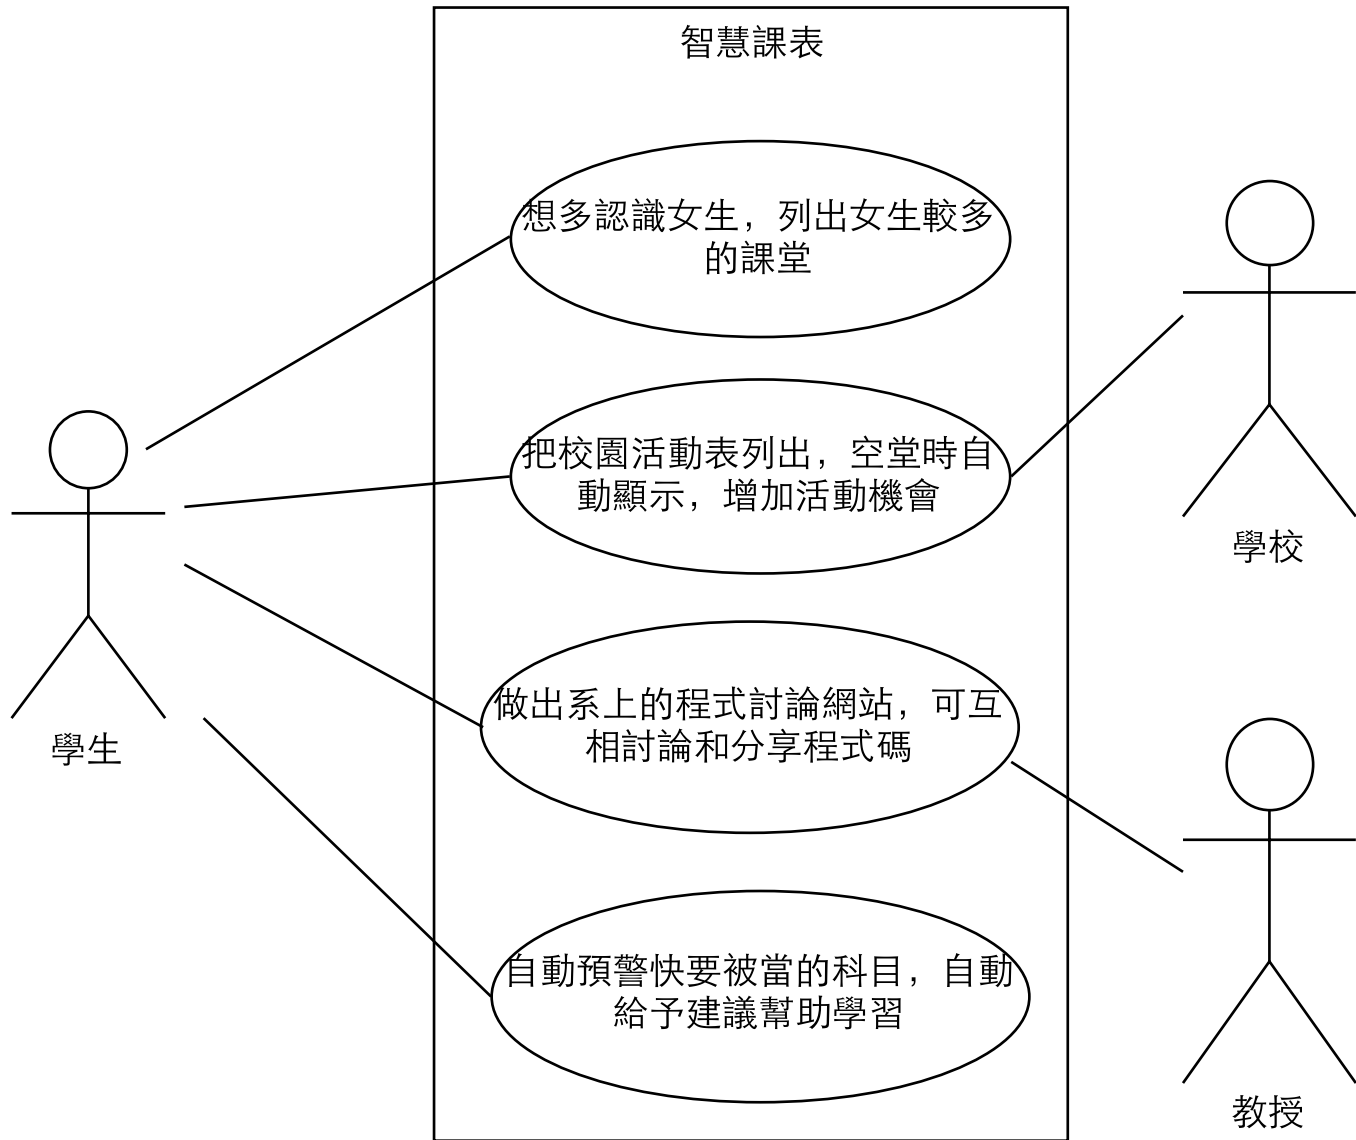 智慧課表
想多認識女生，列出女生較多
的課堂
把校園活動表列出，空堂時自
動顯示，增加活動機會
學校
做出系上的程式討論網站，可互
相討論和分享程式碼
學生
自動預警快要被當的科目，自動
給予建議幫助學習
教授